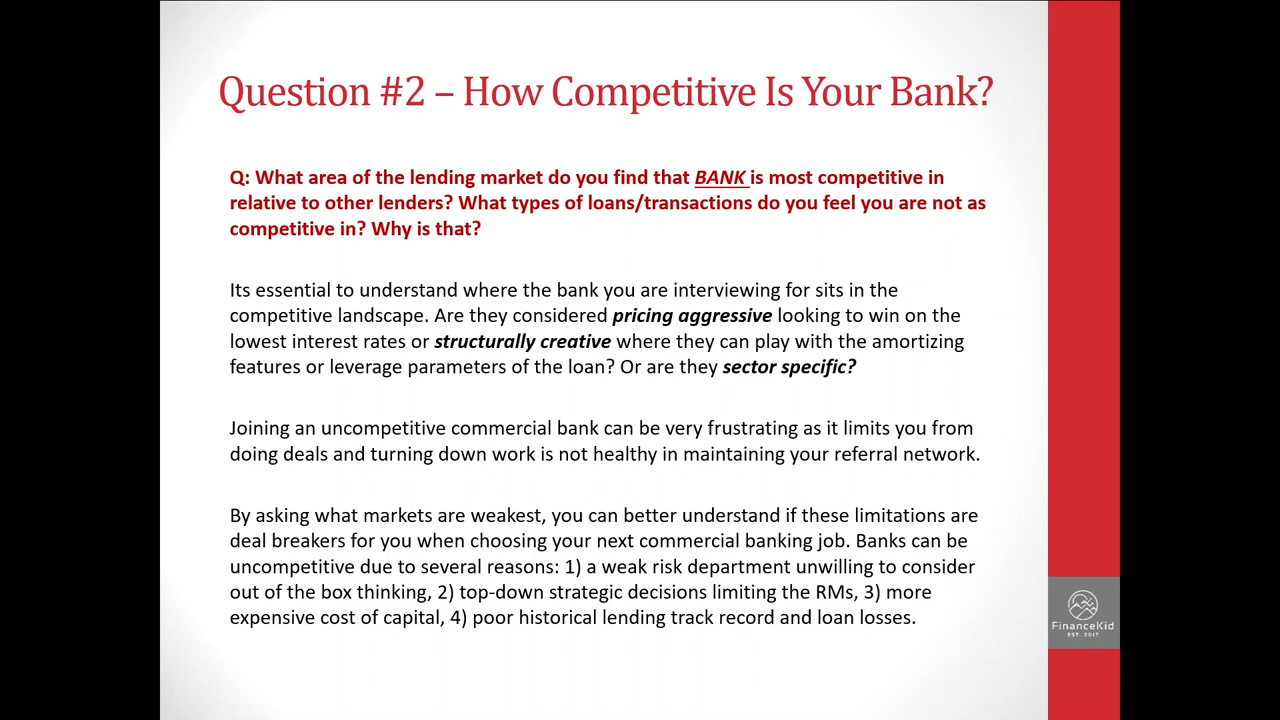 Question #2 – How Competitive Is Your Bank?
Q: What area of the lending market do you find that BANK is most competitive in
relative to other lenders? What types of loans/transactions do you feel you are not as
competitive in? Why is that?
Its essential to understand where the bank you are interviewing for sits in the
competitive landscape. Are they considered pricing aggressive looking to win on the
lowest interest rates or structurally creative where they can play with the amortizing
features or leverage parameters of the loan? Or are they sector specific?
Joining an uncompetitive commercial bank can be very frustrating as it limits you from
doing deals and turning down work is not healthy in maintaining your referral network.
By asking what markets are weakest, you can better understand if these limitations are
deal breakers for you when choosing your next commercial banking job. Banks can be
uncompetitive due to several reasons: 1) a weak risk department unwilling to consider
out of the box thinking, 2) top-down strategic decisions limiting the RMs, 3) more
expensive cost of capital, 4) poor historical lending track record and loan losses.
FinanceKid
EST. 2017